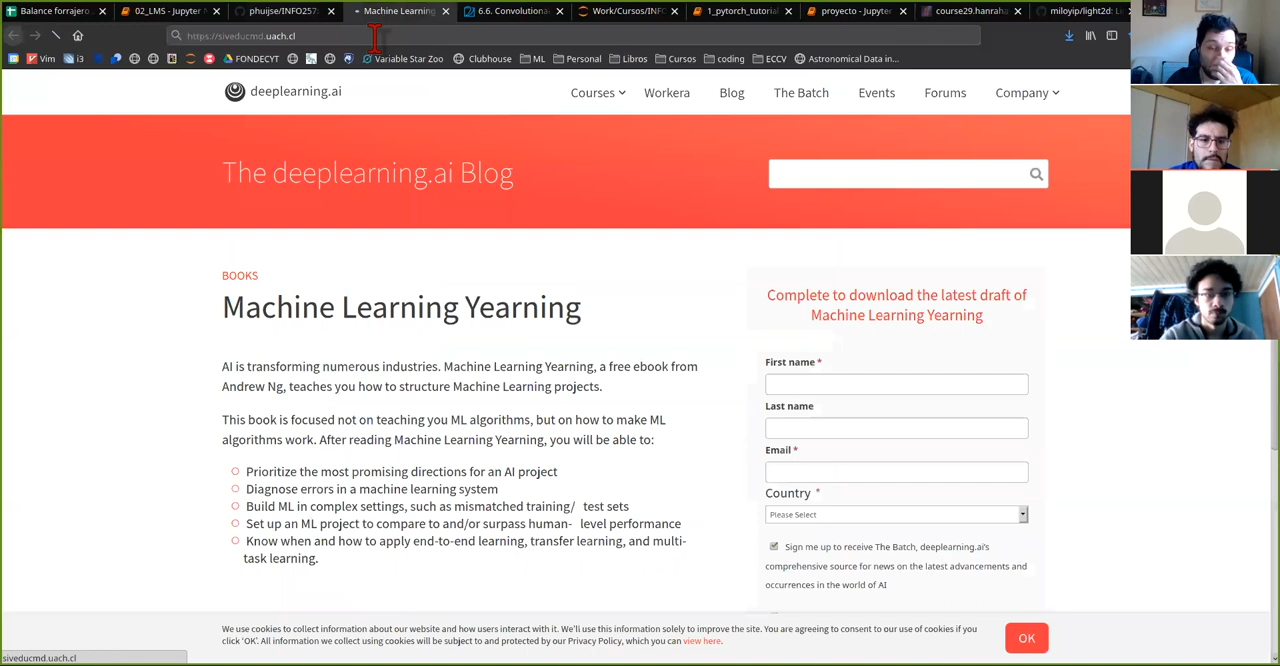 Balance forrajero
02_LMS - Jupyter N
phuijse/INFO257:
Machine Learning
6.6. Convolutiona
Work/Cursos/INFO
1_pytorch_tutorial
proyecto - Jupyter
course29.hanraha
miloyip/light2d: Li
https://siveducmd.uach.cl
Vim
i3
FONDECYT
Variable Star Zoo
Clubhouse
ML
Personal
Libros
Cursos
coding
ECCV
Astronomical Data in...
deeplearning.ai
Courses
Workera
Blog
The Batch
Events
Forums
Company
The deeplearning.ai Blog
BOOKS
Machine Learning Yearning
AI is transforming numerous industries. Machine Learning Yearning, a free ebook from
Andrew Ng, teaches you how to structure Machine Learning projects.
This book is focused not on teaching you ML algorithms, but on how to make ML
algorithms work. After reading Machine Learning Yearning, you will be able to:
Prioritize the most promising directions for an AI project
Diagnose errors in a machine learning system
Build ML in complex settings, such as mismatched training/ test sets
Set up an ML project to compare to and/or surpass human- level performance
Know when and how to apply end-to-end learning, transfer learning, and multi-
task learning.
Complete to download the latest draft of
Machine Learning Yearning
First name *
Last name
Email *
Country *
Please Select
Sign me up to receive The Batch, deeplearning.ai's
comprehensive source for news on the latest advancements and
occurrences in the world of AI
We use cookies to collect information about our website and how users interact with it. We'll use this information solely to improve the site. You are agreeing to consent to our use of cookies if you
click 'OK'. All information we collect using cookies will be subject to and protected by our Privacy Policy, which you can view here.
OK
siveducmd.uach.cl